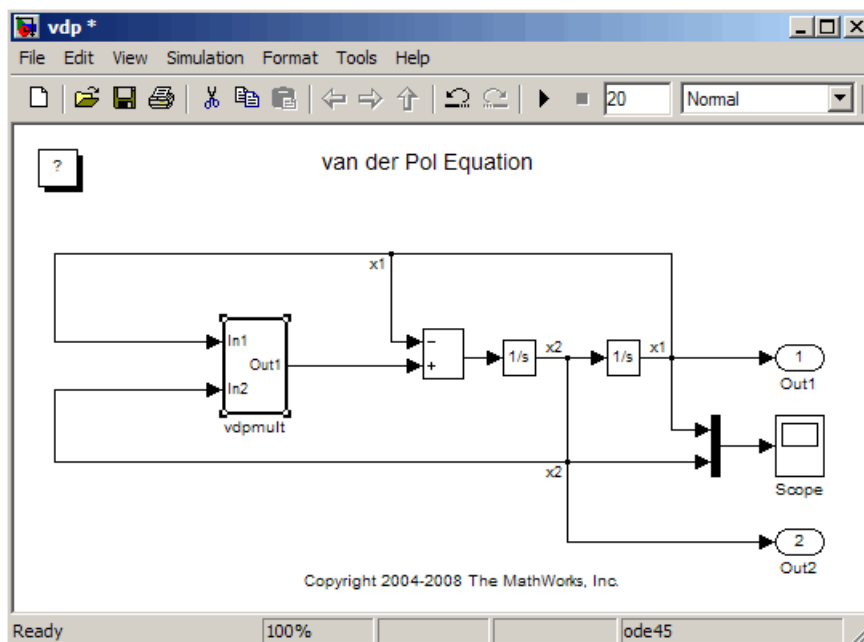 vdp *
File Edit View Simulation Format Tools Help
20 Normal
?
van der Pol Equation
x1
In1
Out1
In2
vdpmult
−
+
1/s
x2
1/s
x1
1
Out1
x2
Scope
2
Out2
Copyright 2004-2008 The MathWorks, Inc.
Ready 100% ode45